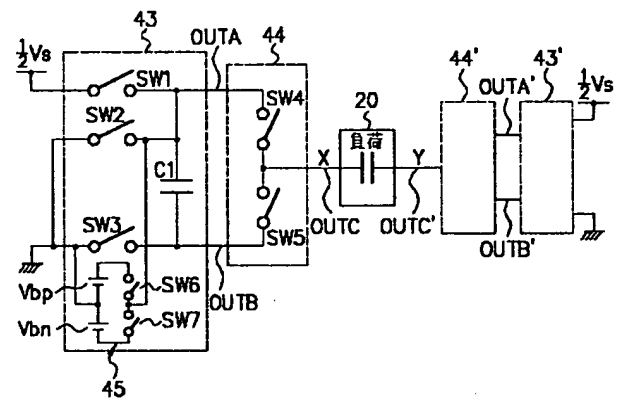 43
OUTA
44
½Vs
SW1
SW2
SW4
C1
SW3
SW5
Vbp
SW6
Vbn
SW7
OUTB
45
20
負荷
X
Y
OUTC
OUTC'
44'
43'
OUTA'
½Vs
OUTB'